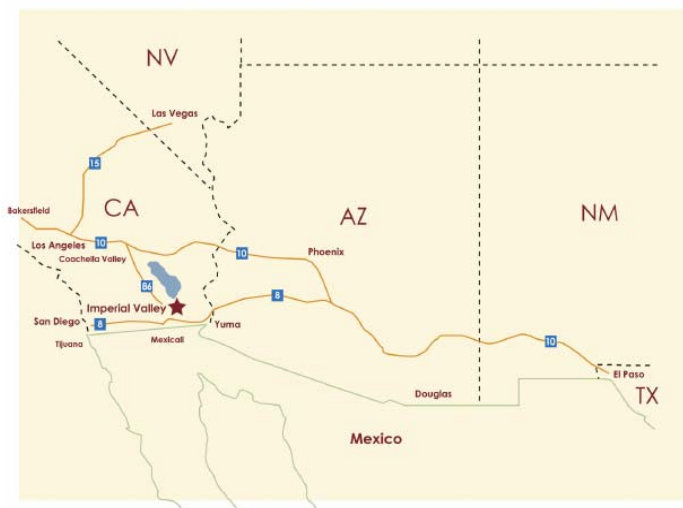 NV
Las Vegas
15
CA
Bakersfield
AZ
NM
Los Angeles
10
Coachella Valley
10
Phoenix
86
8
Imperial Valley
San Diego
8
Yuma
Tijuana
Mexicali
10
El Paso
Douglas
TX
Mexico